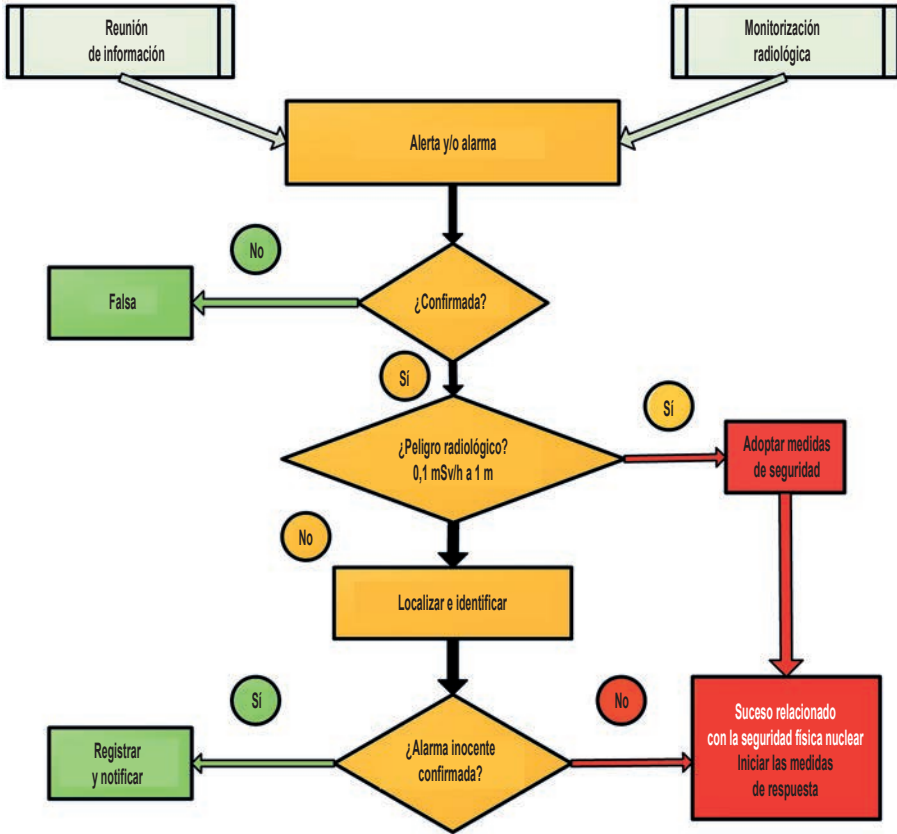 Reunión
de información
Monitorización
radiológica
Alerta y/o alarma
No
¿Confirmada?
Falsa
Sí
Sí
¿Peligro radiológico?
0,1 mSv/h a 1 m
Adoptar medidas
de seguridad
No
Localizar e identificar
Sí
No
¿Alarma inocente
confirmada?
Registrar
y notificar
Suceso relacionado
con la seguridad física nuclear
Iniciar las medidas
de respuesta